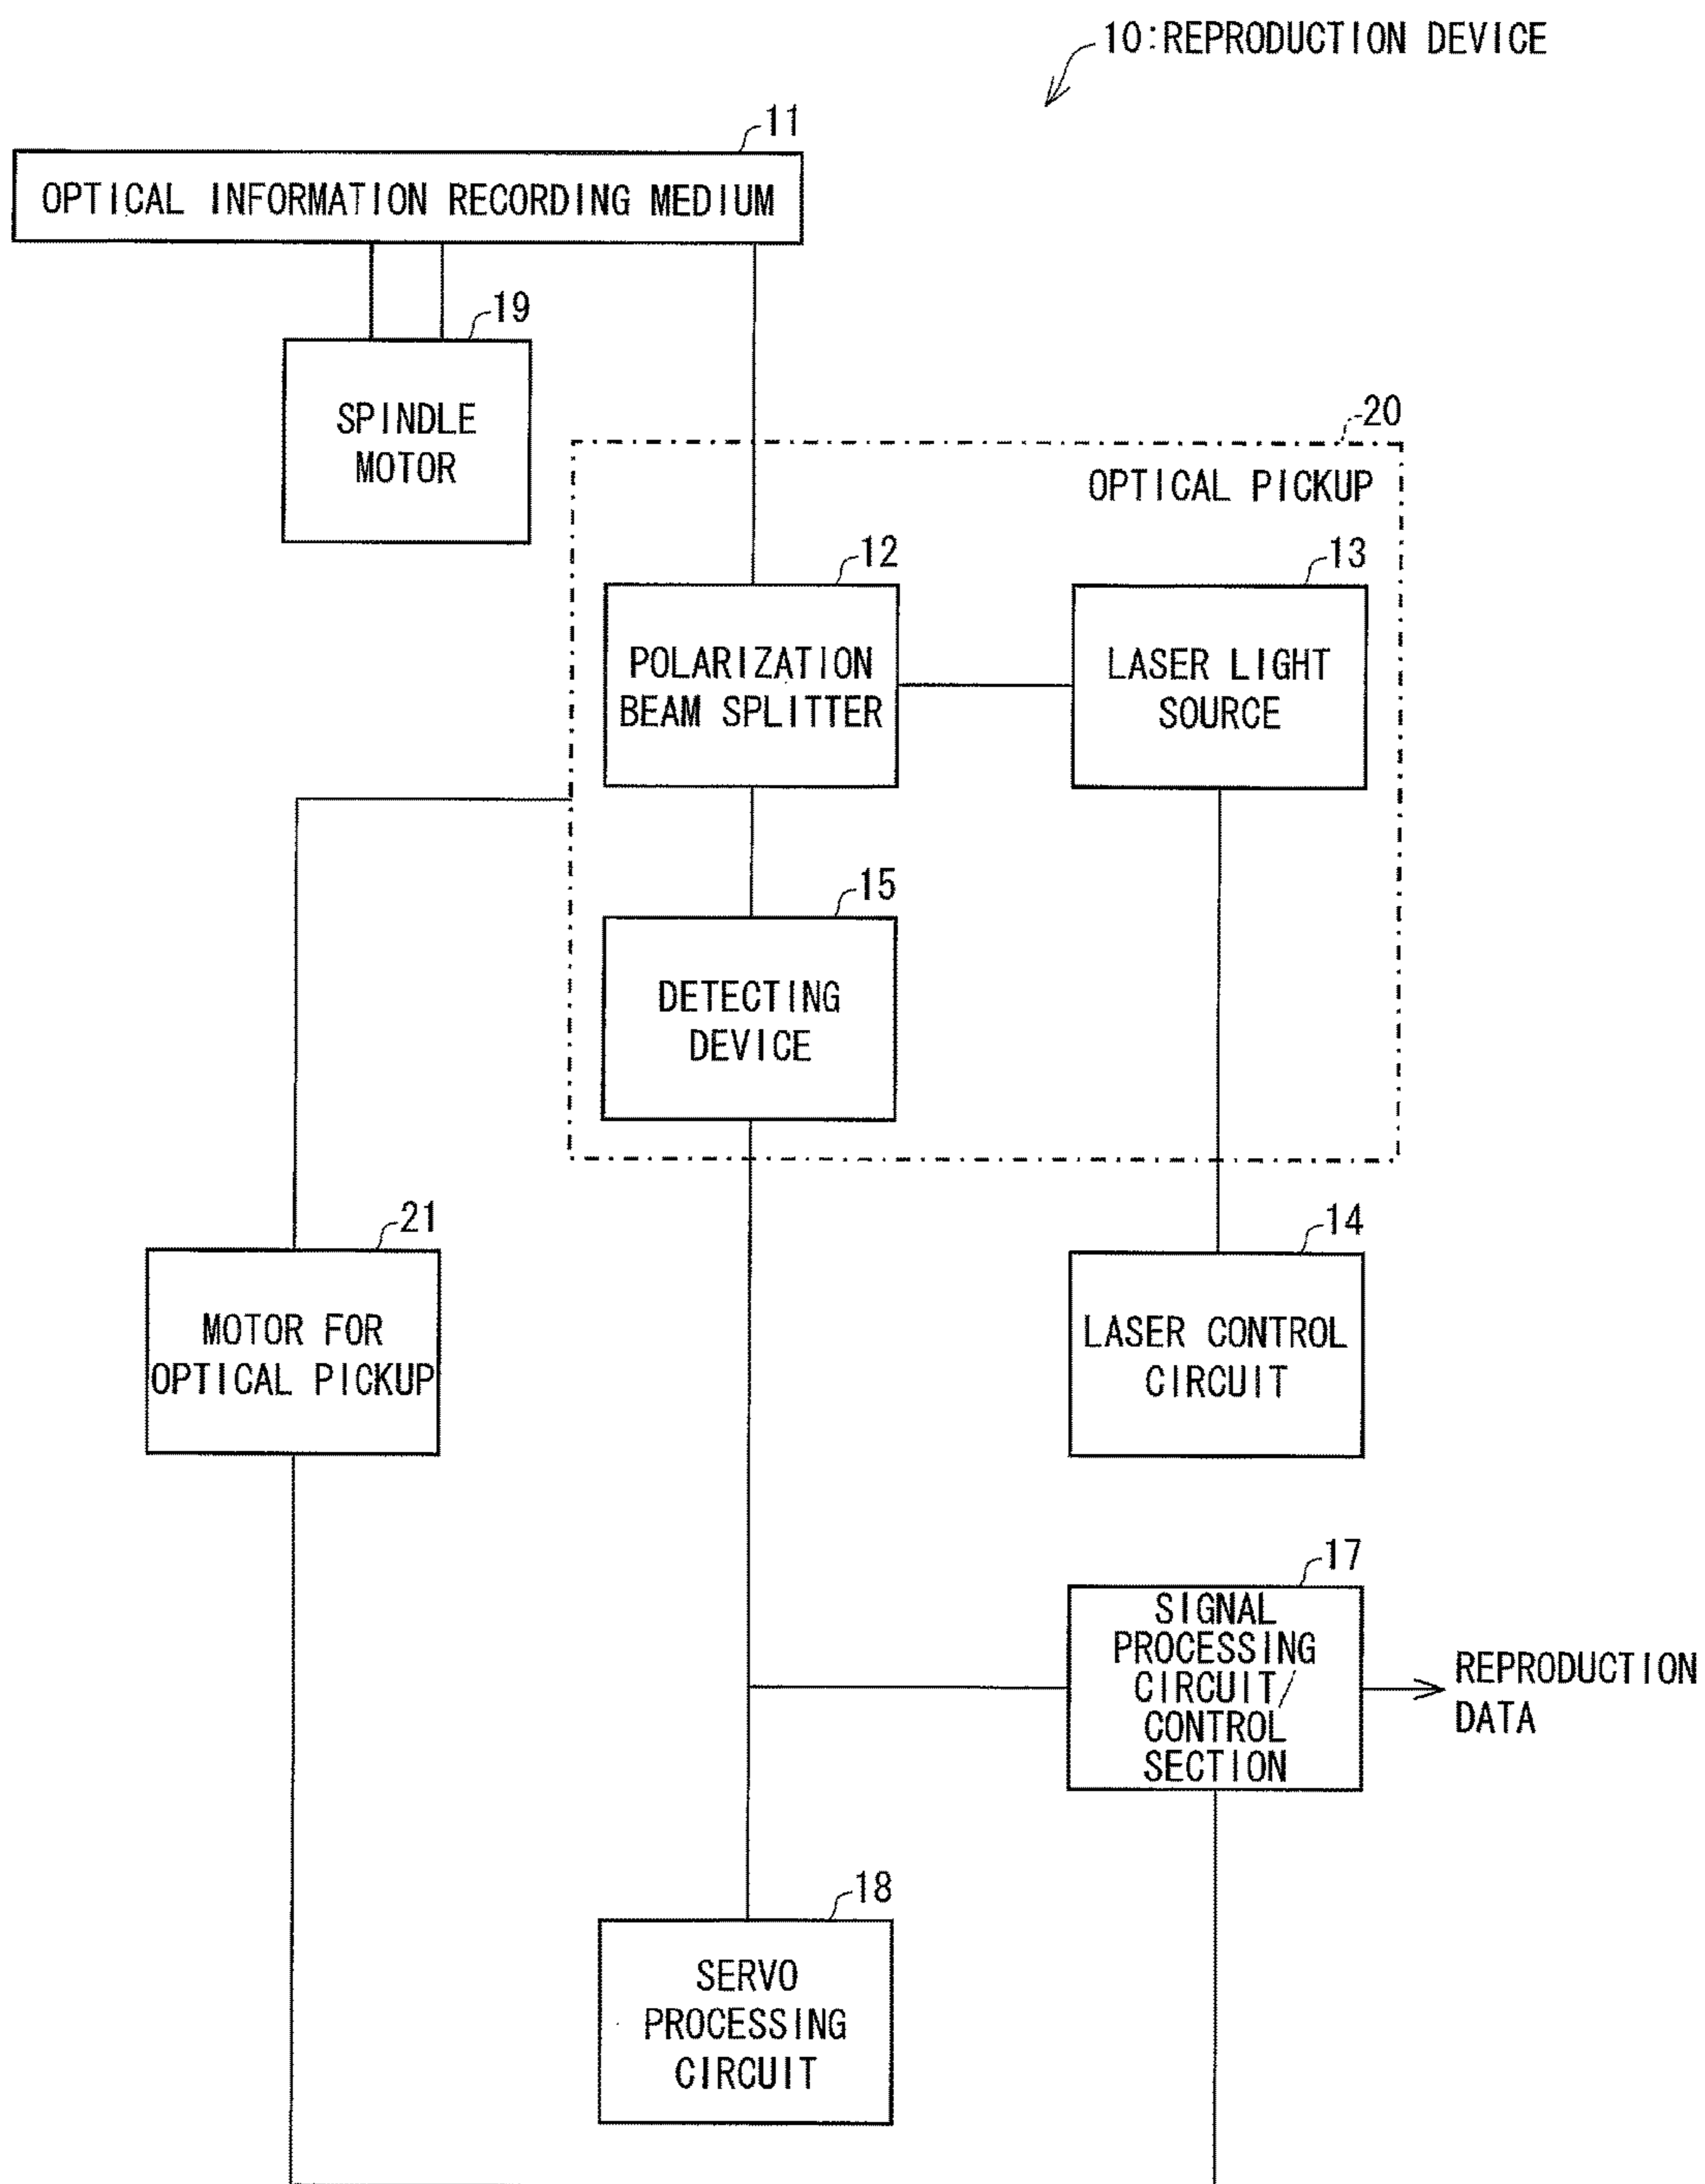 10:REPRODUCTION DEVICE
11
OPTICAL INFORMATION RECORDING MEDIUM
19
SPINDLE
MOTOR
20
OPTICAL PICKUP
12
13
POLARIZATION
BEAM SPLITTER
LASER LIGHT
SOURCE
15
DETECTING
DEVICE
21
14
MOTOR FOR
OPTICAL PICKUP
LASER CONTROL
CIRCUIT
17
SIGNAL
PROCESSING
CIRCUIT/
CONTROL
SECTION
REPRODUCTION
DATA
18
SERVO
PROCESSING
CIRCUIT